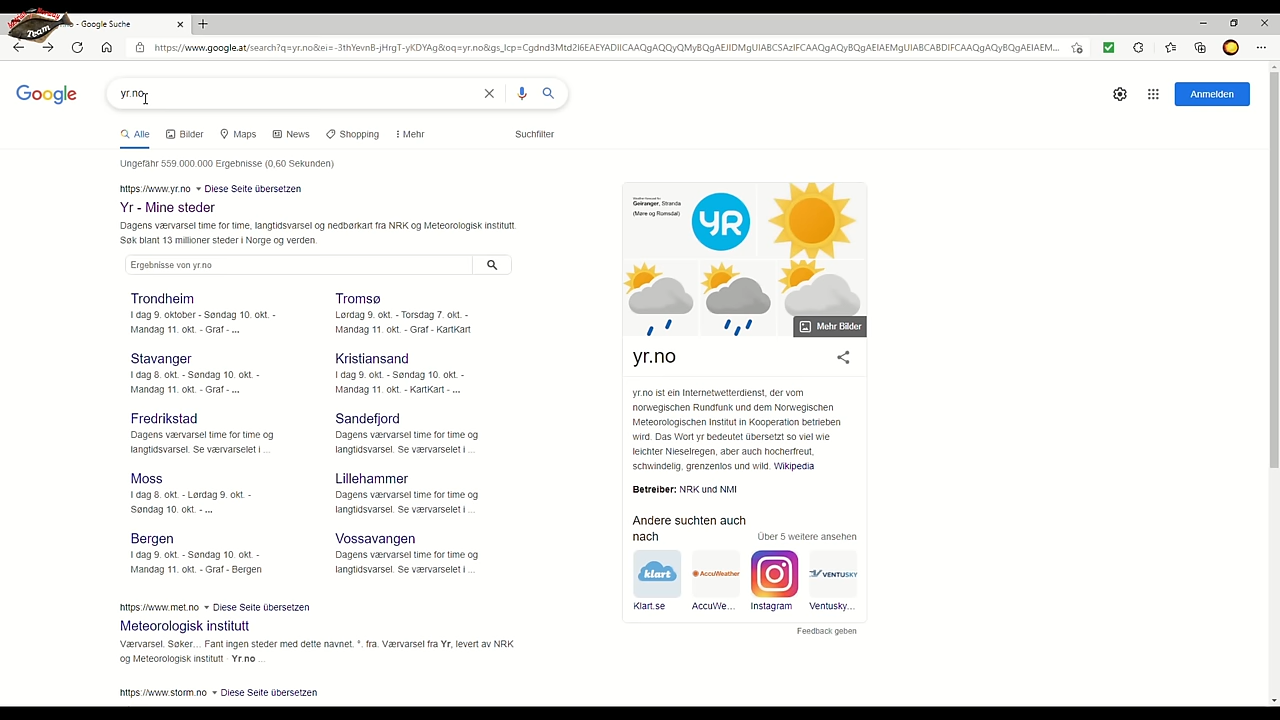 Team
no - Google Suche
https://www.google.at/search?q=yr.no&ei=-3thYevnB-jHrgT-yKDYAg&oq=yr.no&gs_lcp=Cgdnd3Mtd2l6EAEYADIICAAQgAQQyQMyBQgAEJIDMgUIABCSAzIFCAAQgAQyBQgAEIAEMgUIABCABDIFCAAQgAQyBQgAEIAEM...
Google
yr.no
Anmelden
Alle Bilder Maps News Shopping Mehr Suchfilter
Ungefähr 559.000.000 Ergebnisse (0,60 Sekunden)
https://www.yr.no Diese Seite übersetzen
Yr - Mine steder
Dagens værvarsel time for time, langtidsvarsel og nedbørkart fra NRK og Meteorologisk institutt.
Søk blant 13 millioner steder i Norge og verden.
Ergebnisse von yr.no
Trondheim
I dag 9. oktober - Søndag 10. okt. -
Mandag 11. okt. - Graf - ...
Tromsø
Lørdag 9. okt. - Torsdag 7. okt. -
Mandag 11. okt. - Graf - KartKart
Stavanger
I dag 8. okt. - Søndag 10. okt. -
Mandag 11. okt. - Graf - ...
Kristiansand
I dag 9. okt. - Søndag 10. okt. -
Mandag 11. okt. - KartKart - ...
Fredrikstad
Dagens værvarsel time for time og
langtidsvarsel. Se værvarselet i ...
Sandefjord
Dagens værvarsel time for time og
langtidsvarsel. Se værvarselet i ...
Moss
I dag 8. okt. - Lørdag 9. okt. -
Søndag 10. okt. - ...
Lillehammer
Dagens værvarsel time for time og
langtidsvarsel. Se værvarselet i ...
Bergen
I dag 9. okt. - Søndag 10. okt. -
Mandag 11. okt. - Graf - Bergen
Vossavangen
Dagens værvarsel time for time og
langtidsvarsel. Se værvarselet i ...
https://www.met.no Diese Seite übersetzen
Meteorologisk institutt
Værvarsel. Søker... Fant ingen steder med dette navnet. °. fra. Værvarsel fra Yr, levert av NRK
og Meteorologisk institutt · Yr.no ...
https://www.storm.no Diese Seite übersetzen
Geiranger, Stranda
(Møre og Romsdal)
YR
Mehr Bilder
yr.no
yr.no ist ein Internetwetterdienst, der vom
norwegischen Rundfunk und dem Norwegischen
Meteorologischen Institut in Kooperation betrieben
wird. Das Wort yr bedeutet übersetzt so viel wie
leichter Nieselregen, aber auch hocherfreut,
schwindelig, grenzenlos und wild. Wikipedia
Betreiber: NRK und NMI
Andere suchten auch
nach
Über 5 weitere ansehen
klart AccuWeather VENTUSKY
Klart.se AccuWe... Instagram Ventusky...
Feedback geben